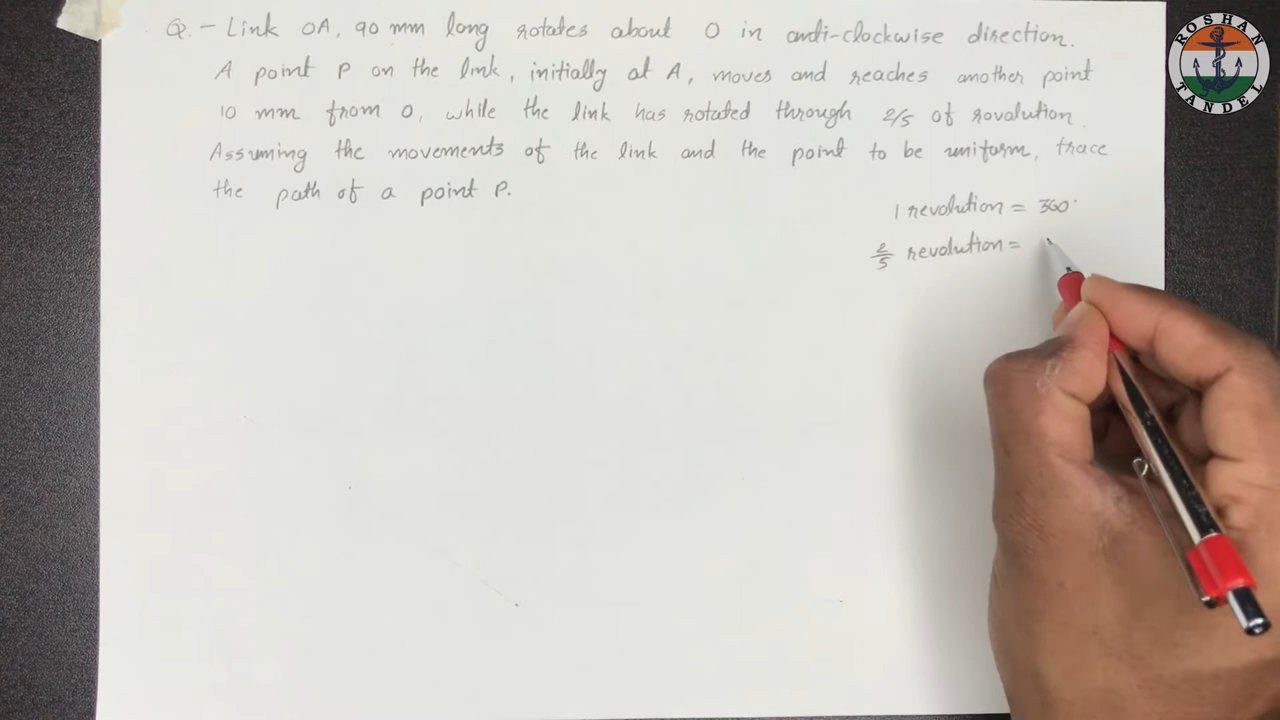 Q. - Link OA, 90 mm long rotates about O in anti-clockwise direction.
A point P on the link, initially at A, moves and reaches another point
10 mm from O, while the link has rotated through 2/5 of rovalution.
Assuming the movements of the link and the point to be uniform, trace
the path of a point P.
1 revolution = 360°
2/5 revolution =
ROSHAN
TANDEL